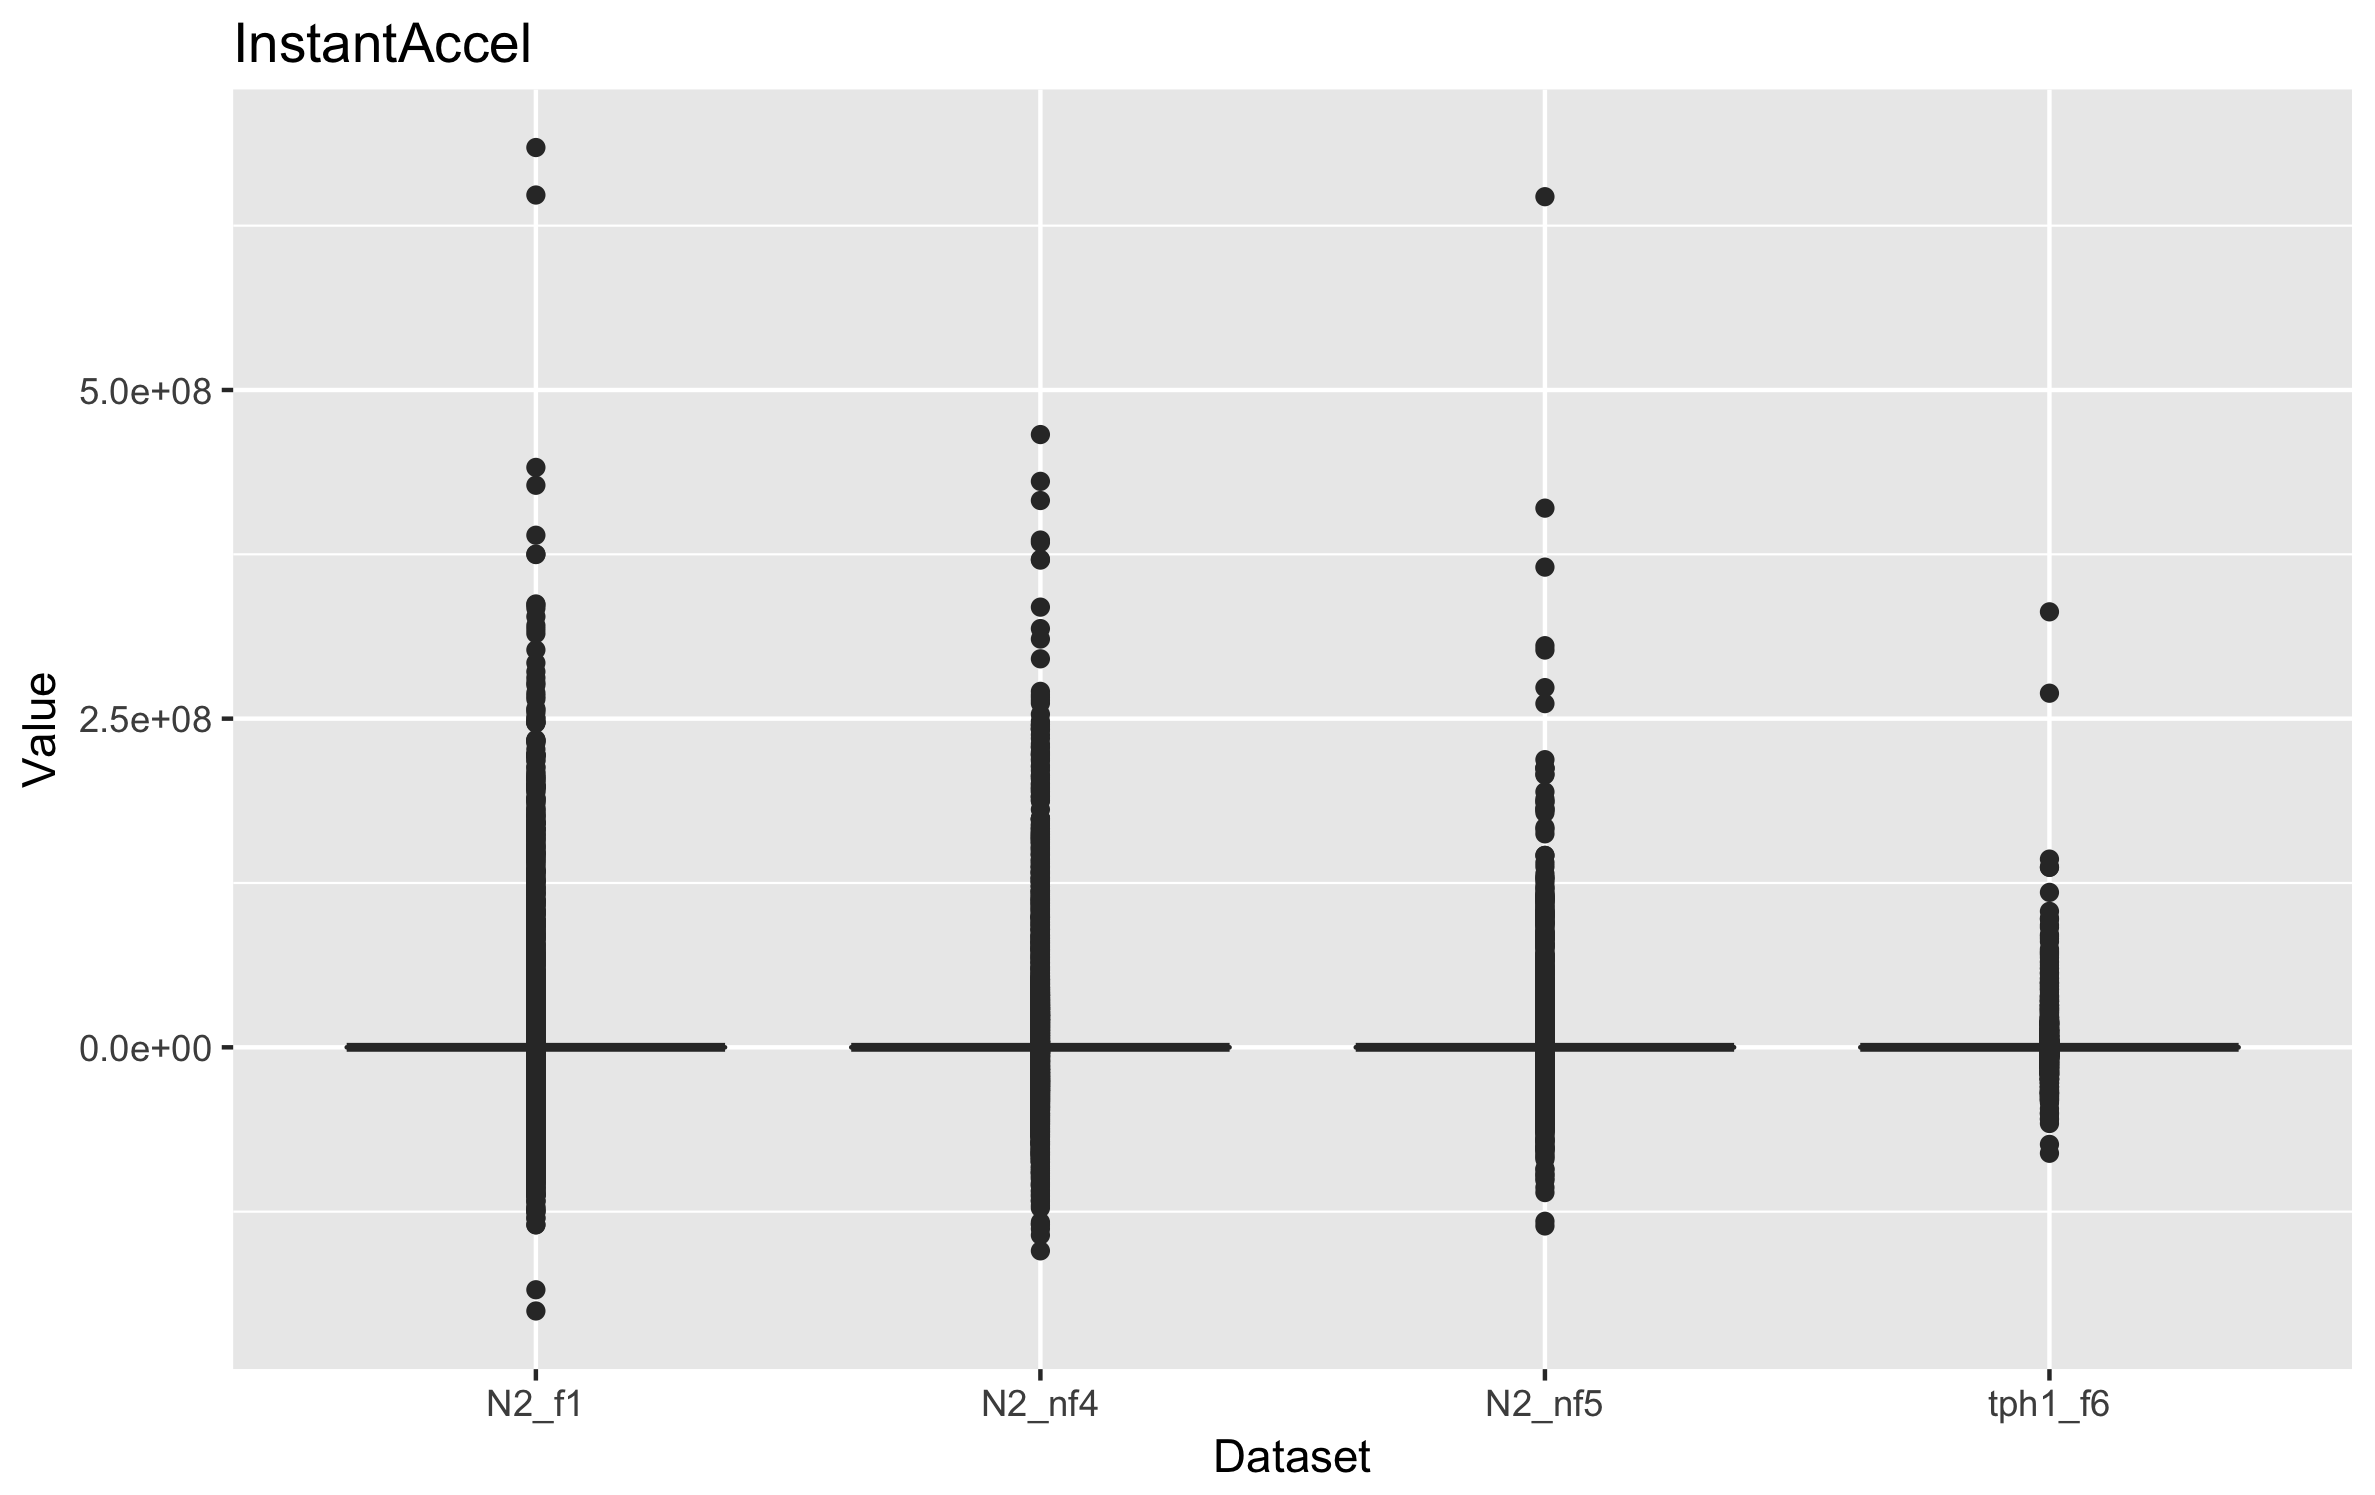 InstantAccel
Value
5.0e+08
2.5e+08
0.0e+00
N2_f1
N2_nf4
N2_nf5
tph1_f6
Dataset